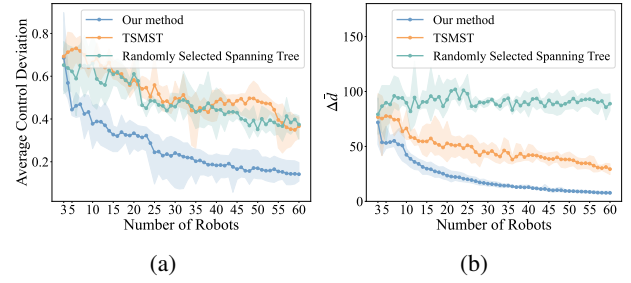 Our method
TSMST
Randomly Selected Spanning Tree
Average Control Deviation
0.8
0.6
0.4
0.2
3 5 10 15 20 25 30 35 40 45 50 55 60
Number of Robots
(a)
Our method
TSMST
Randomly Selected Spanning Tree
Δd̄
150
100
50
0
3 5 10 15 20 25 30 35 40 45 50 55 60
Number of Robots
(b)